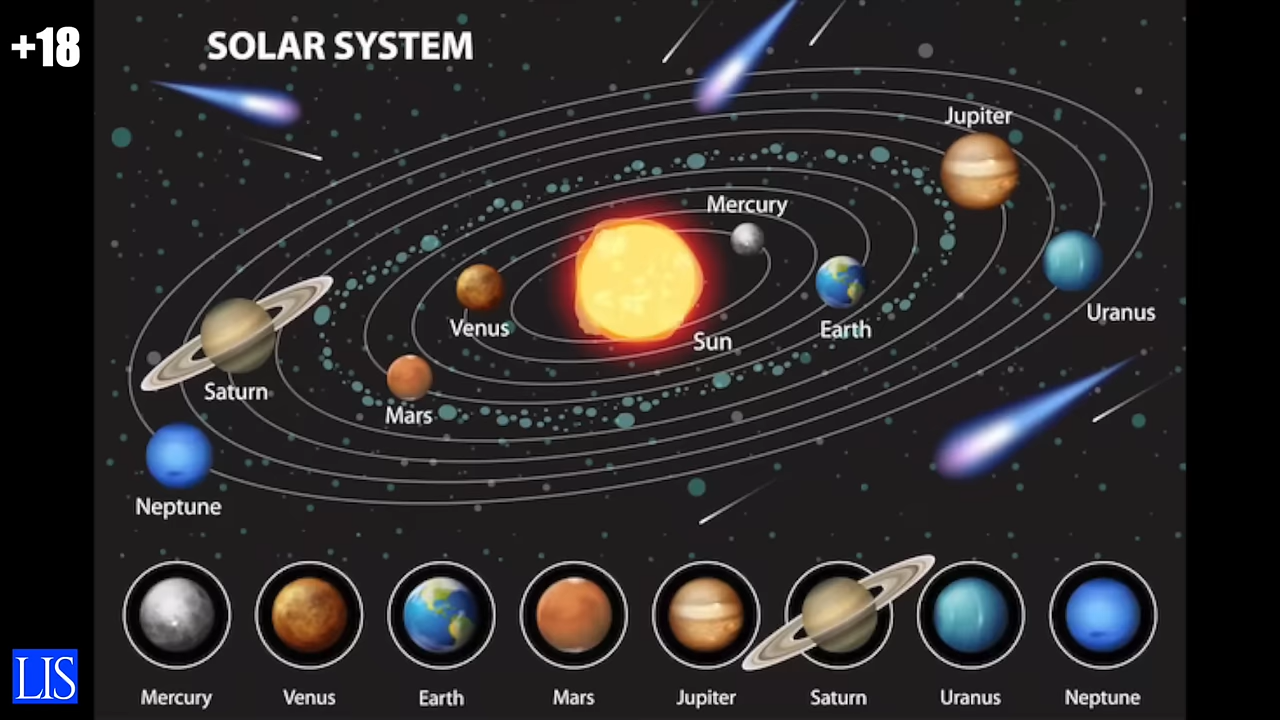 +18
SOLAR SYSTEM
Jupiter
Mercury
Uranus
Venus
Earth
Sun
Saturn
Mars
Neptune
Mercury
Venus
Earth
Mars
Jupiter
Saturn
Uranus
Neptune
LIS